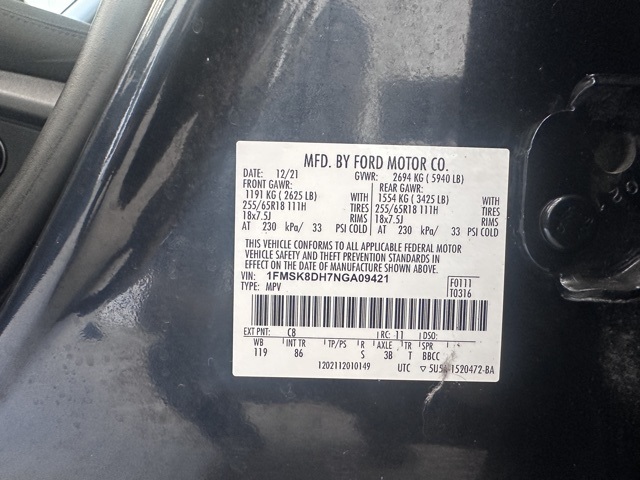 MFD. BY FORD MOTOR CO.
DATE: 12/21 GVWR: 2694 KG ( 5940 LB)
FRONT GAWR: REAR GAWR:
1191 KG ( 2625 LB) WITH 1554 KG ( 3425 LB) WITH
255/65R18 111H TIRES 255/65R18 111H TIRES
18x7.5J RIMS 18x7.5J RIMS
AT 230 kPa/ 33 PSI COLD AT 230 kPa/ 33 PSI COLD
THIS VEHICLE CONFORMS TO ALL APPLICABLE FEDERAL MOTOR
VEHICLE SAFETY AND THEFT PREVENTION STANDARDS IN
EFFECT ON THE DATE OF MANUFACTURE SHOWN ABOVE.
VIN: 1FMSK8DH7NGA09421 F0111
TYPE: MPV T0316
EXT PNT: C8 RC: 11 DSO:
WB INT TR TP/PS R AXLE TR SPR
119 86 S 3B T BBCC
1202112010149 UTC ▽ 5U5A-1520472-BA